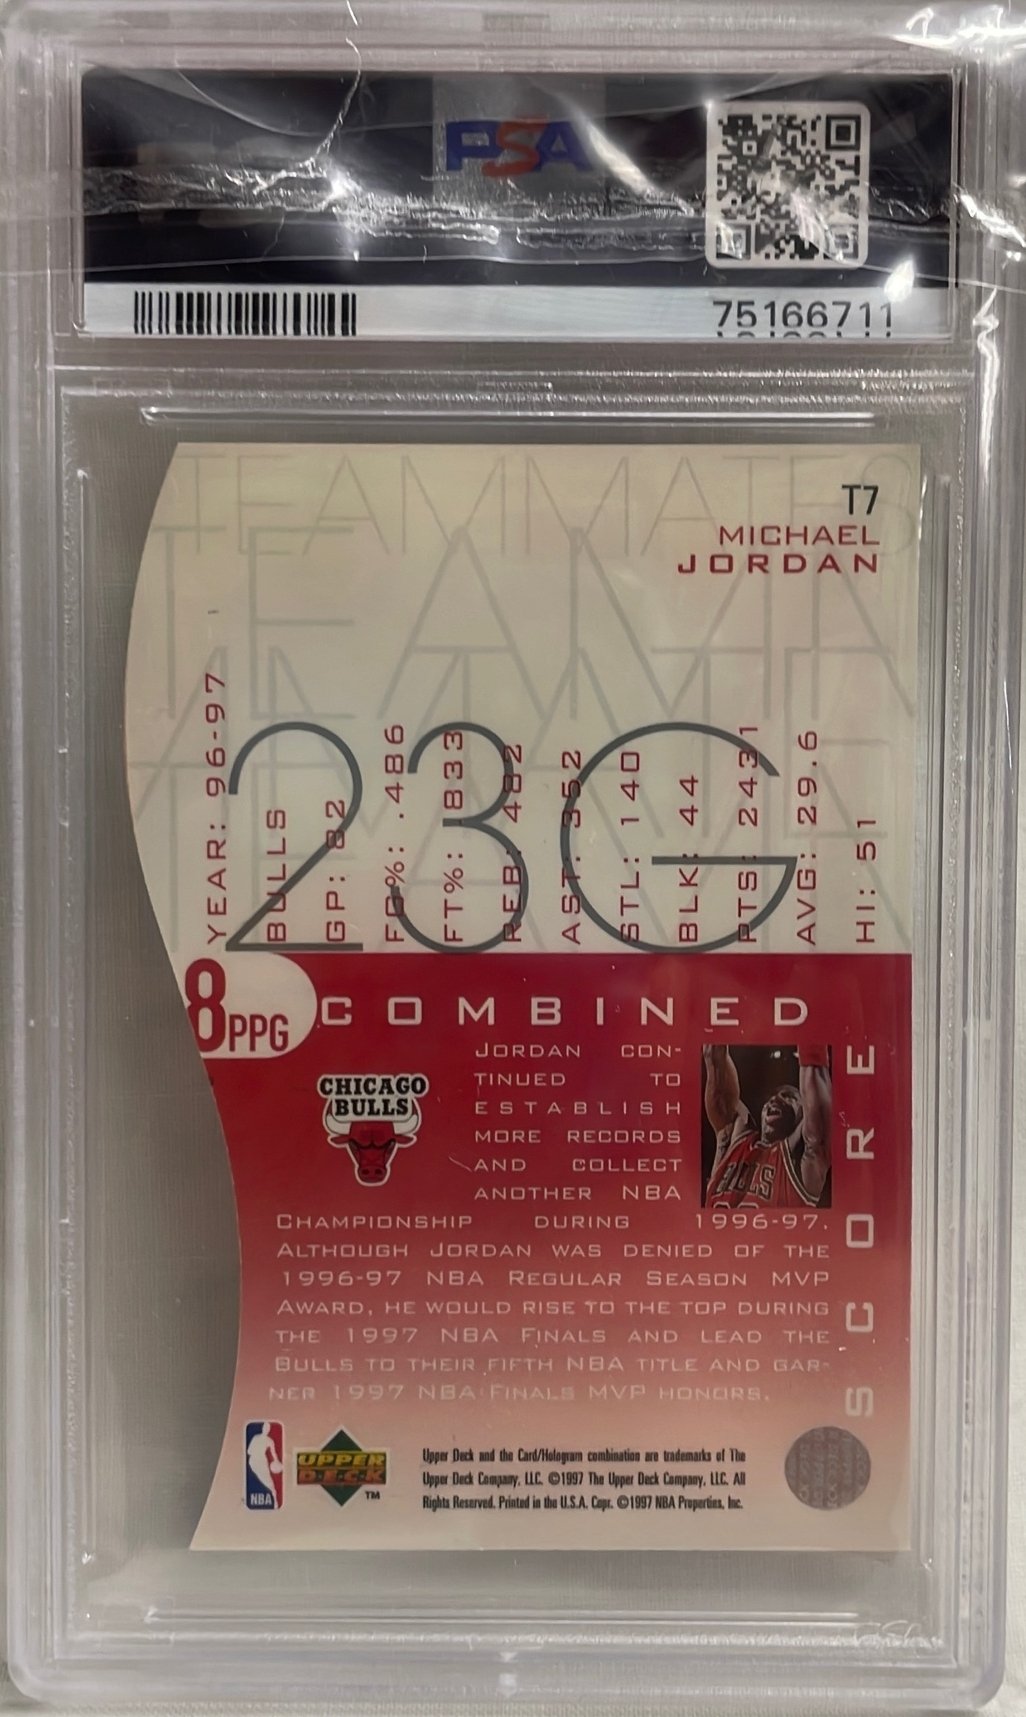 PSA
75166711
TEAMMATES
T7
MICHAEL
JORDAN
23G
YEAR: 96-97
BULLS
GP: 82
FG%: .486
FT%: .833
REB: 482
AST: 352
STL: 140
BLK: 44
PTS: 2431
AVG: 29.6
HI: 51
8PPG
COMBINED
SCORE
CHICAGO
BULLS
JORDAN CON-
TINUED TO
ESTABLISH
MORE RECORDS
AND COLLECT
ANOTHER NBA
CHAMPIONSHIP DURING 1996-97.
ALTHOUGH JORDAN WAS DENIED OF THE
1996-97 NBA REGULAR SEASON MVP
AWARD, HE WOULD RISE TO THE TOP DURING
THE 1997 NBA FINALS AND LEAD THE
BULLS TO THEIR FIFTH NBA TITLE AND GAR-
NER 1997 NBA FINALS MVP HONORS.
NBA
UPPER
DECK
TM
Upper Deck and the Card/Hologram combination are trademarks of The
Upper Deck Company, LLC. ©1997 The Upper Deck Company, LLC. All
Rights Reserved. Printed in the U.S.A. Copr. ©1997 NBA Properties, Inc.